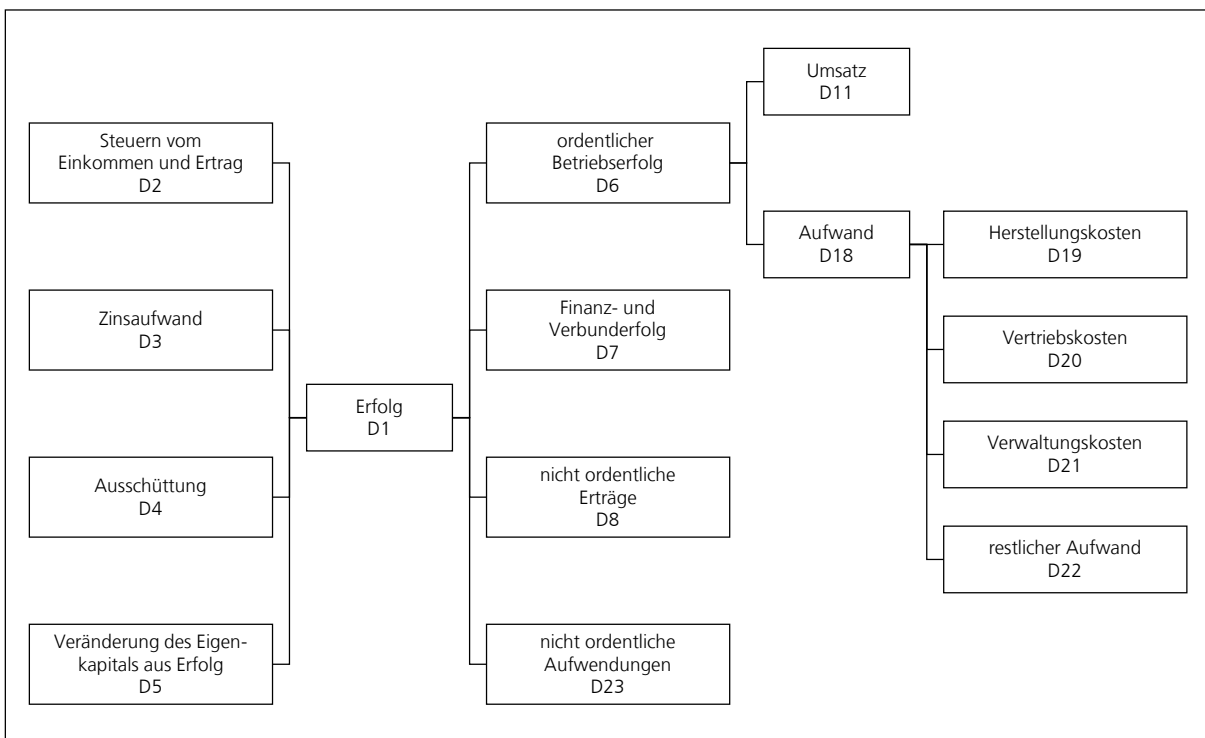 Umsatz
D11
Steuern vom
Einkommen und Ertrag
D2
ordentlicher
Betriebserfolg
D6
Aufwand
D18
Herstellungskosten
D19
Zinsaufwand
D3
Finanz- und
Verbunderfolg
D7
Vertriebskosten
D20
Erfolg
D1
Verwaltungskosten
D21
Ausschüttung
D4
nicht ordentliche
Erträge
D8
restlicher Aufwand
D22
Veränderung des Eigen-
kapitals aus Erfolg
D5
nicht ordentliche
Aufwendungen
D23